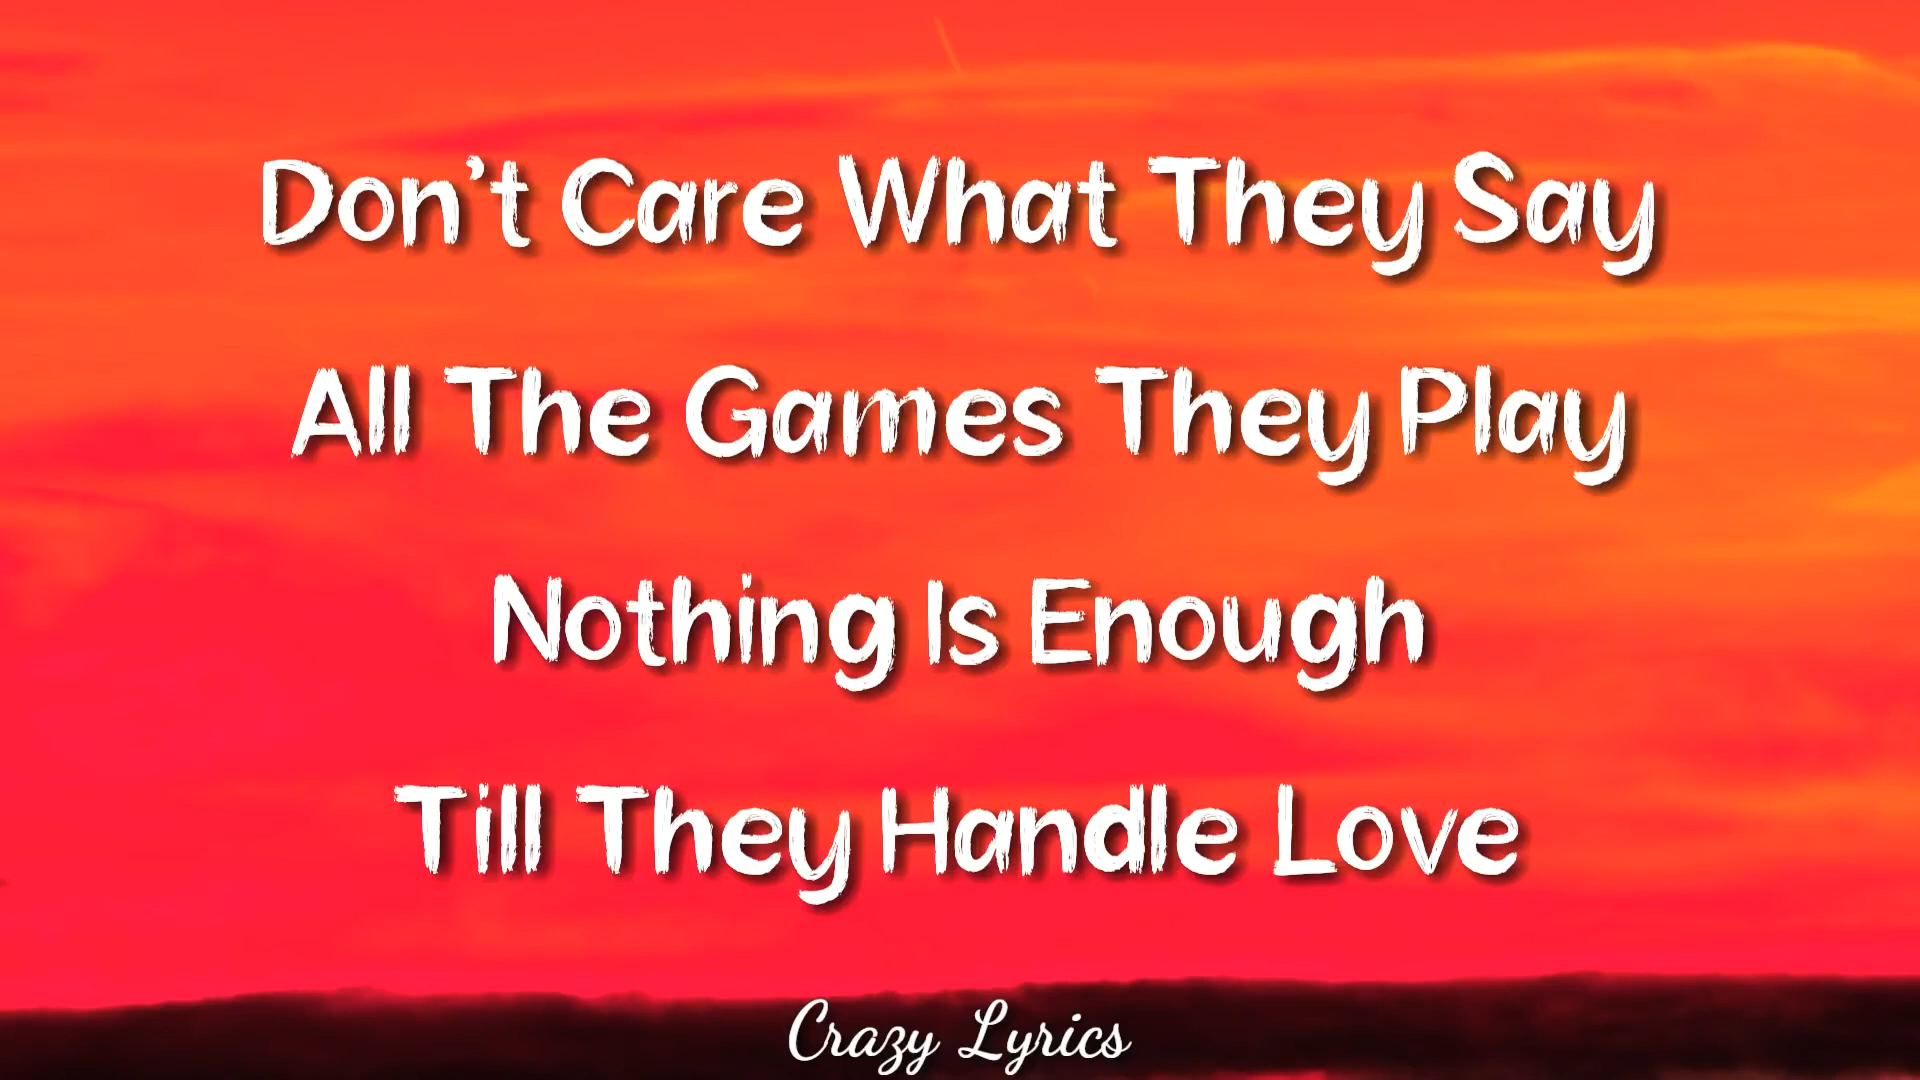 Don't Care What They Say
All The Games They Play
Nothing Is Enough
Till They Handle Love
Crazy Lyrics